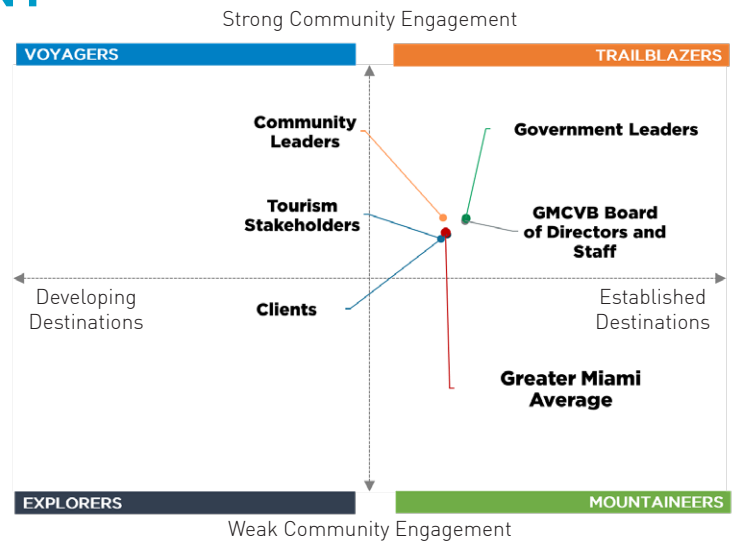 Strong Community Engagement
VOYAGERS
TRAILBLAZERS
Community
Leaders
Government Leaders
Tourism
Stakeholders
GMCVB Board
of Directors and
Staff
Developing
Destinations
Clients
Established
Destinations
Greater Miami
Average
EXPLORERS
MOUNTAINEERS
Weak Community Engagement